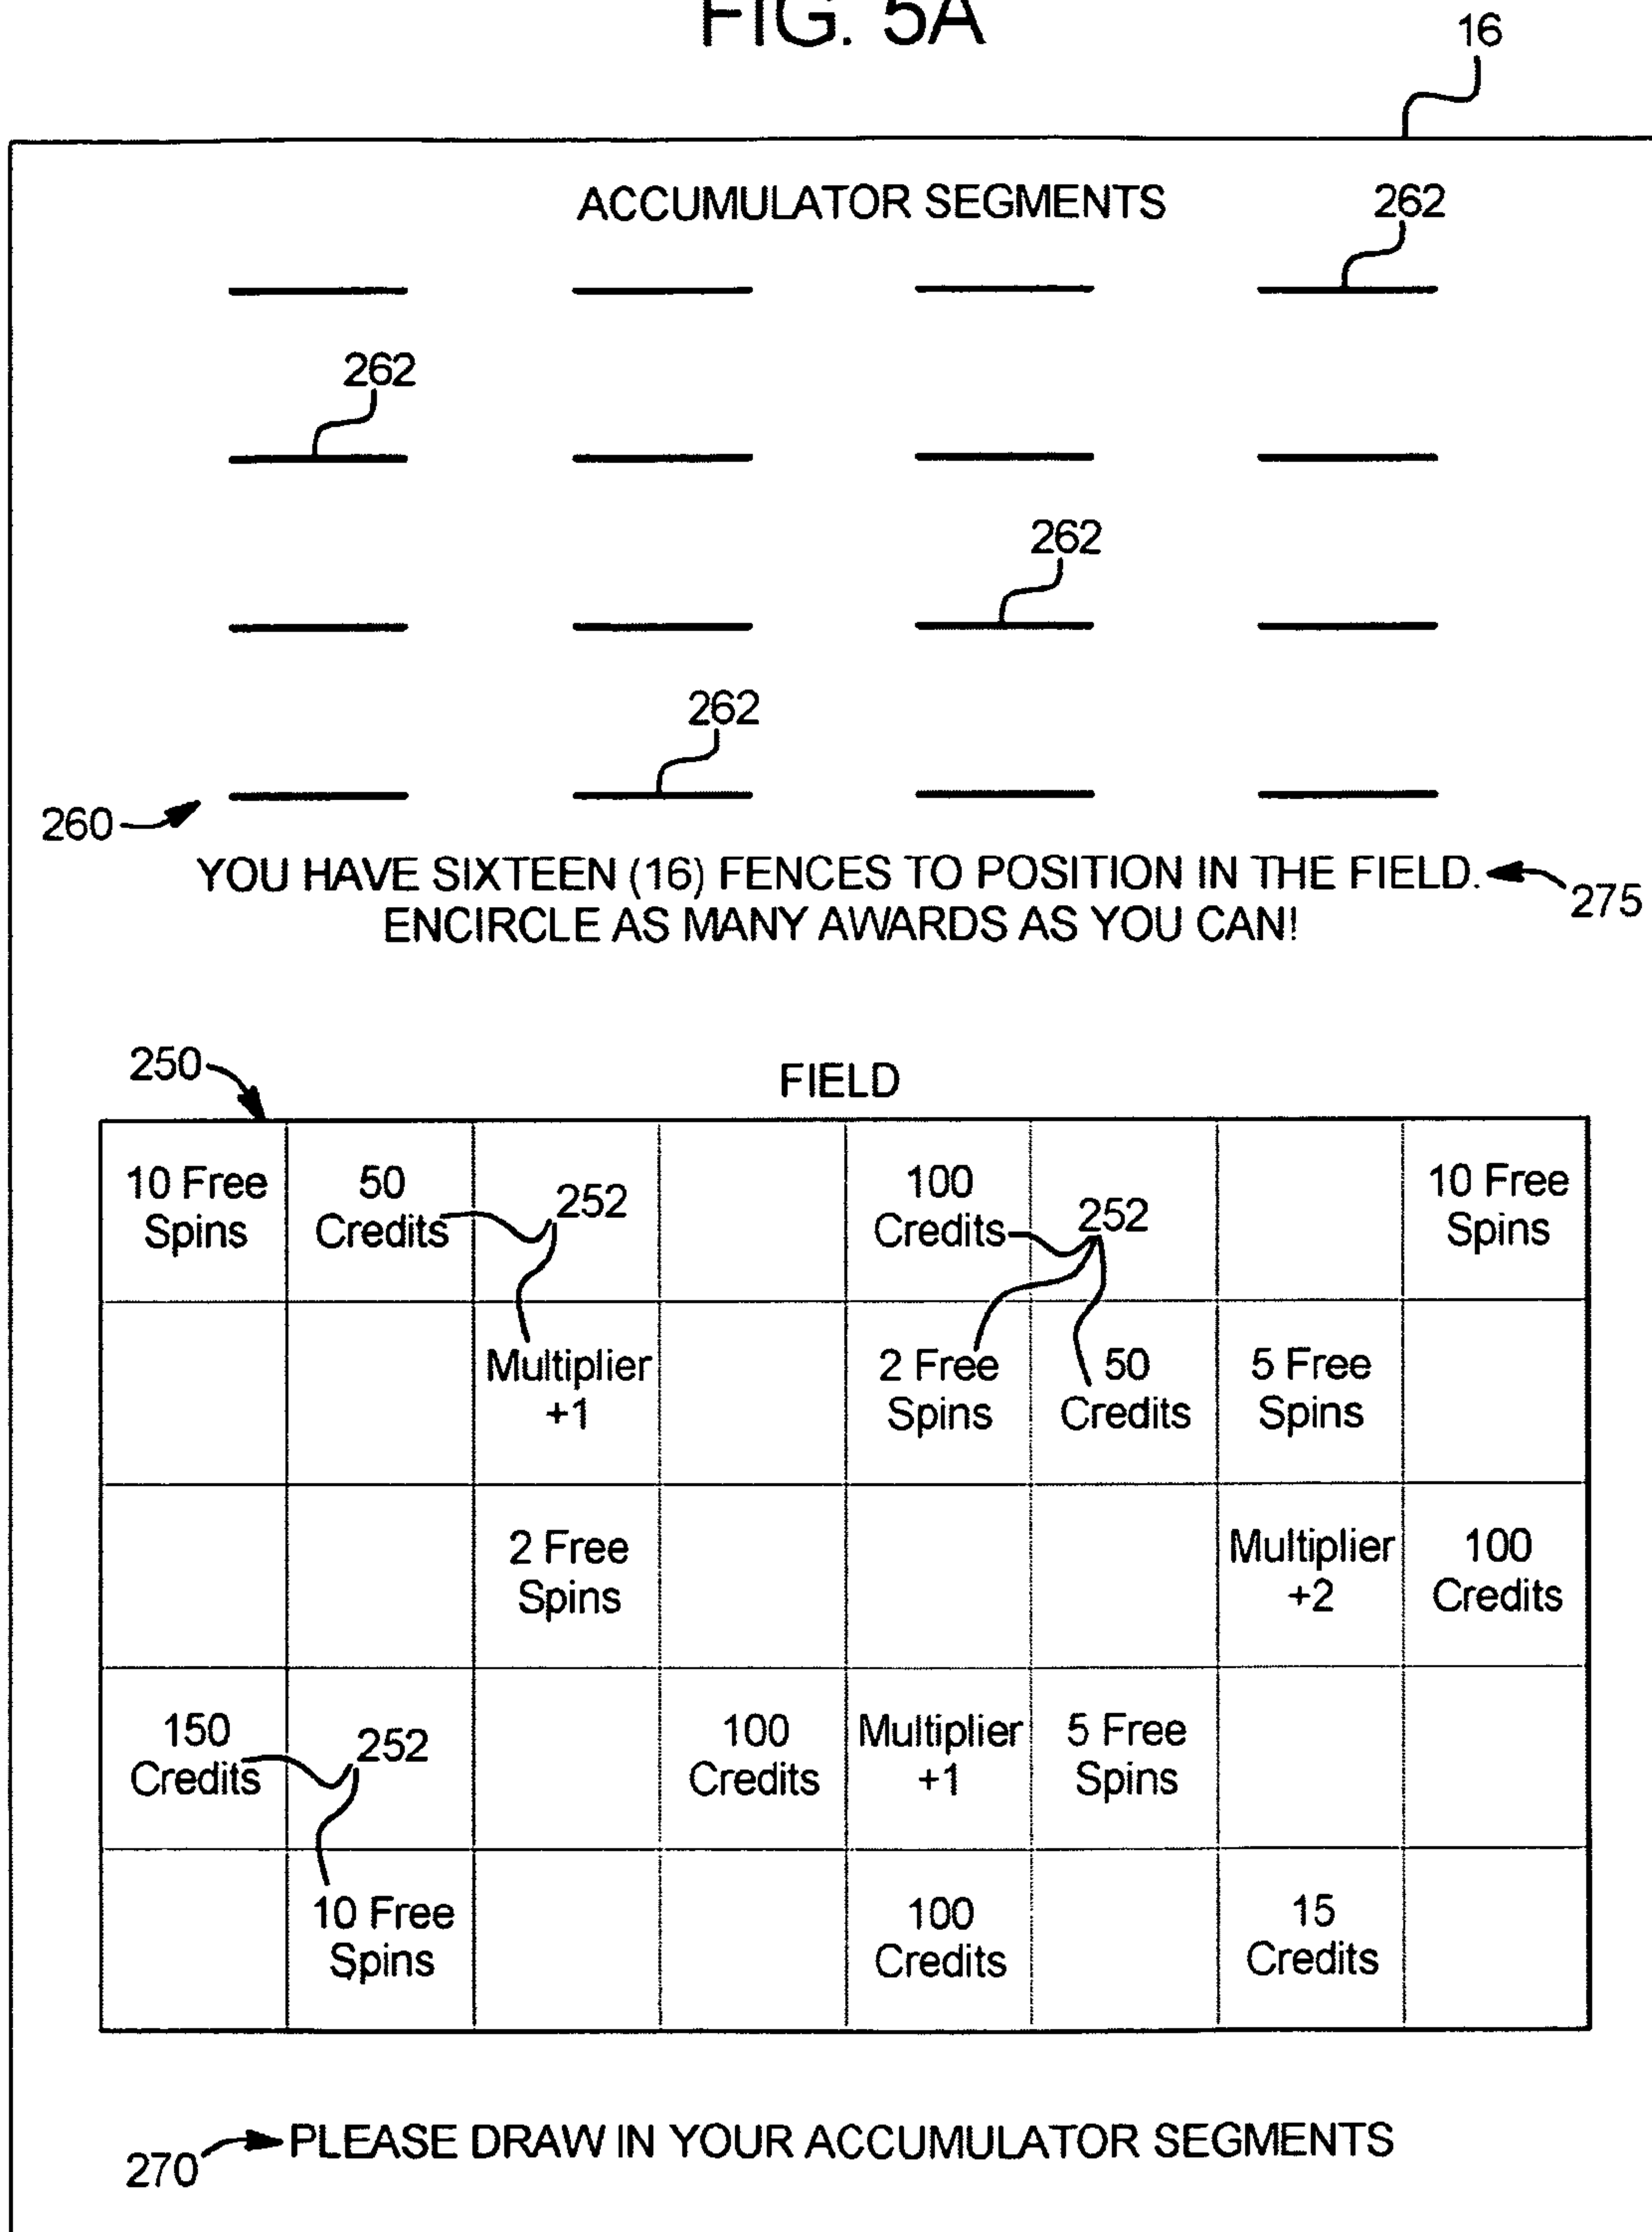 FIG. 5A
16
ACCUMULATOR SEGMENTS
262
262
262
262
260
YOU HAVE SIXTEEN (16) FENCES TO POSITION IN THE FIELD.
275
ENCIRCLE AS MANY AWARDS AS YOU CAN!
250
FIELD
10 Free
Spins
50
Credits
252
100
Credits
252
10 Free
Spins
Multiplier
+1
2 Free
Spins
50
Credits
5 Free
Spins
2 Free
Spins
Multiplier
+2
100
Credits
150
Credits
252
100
Credits
Multiplier
+1
5 Free
Spins
10 Free
Spins
100
Credits
15
Credits
270
PLEASE DRAW IN YOUR ACCUMULATOR SEGMENTS